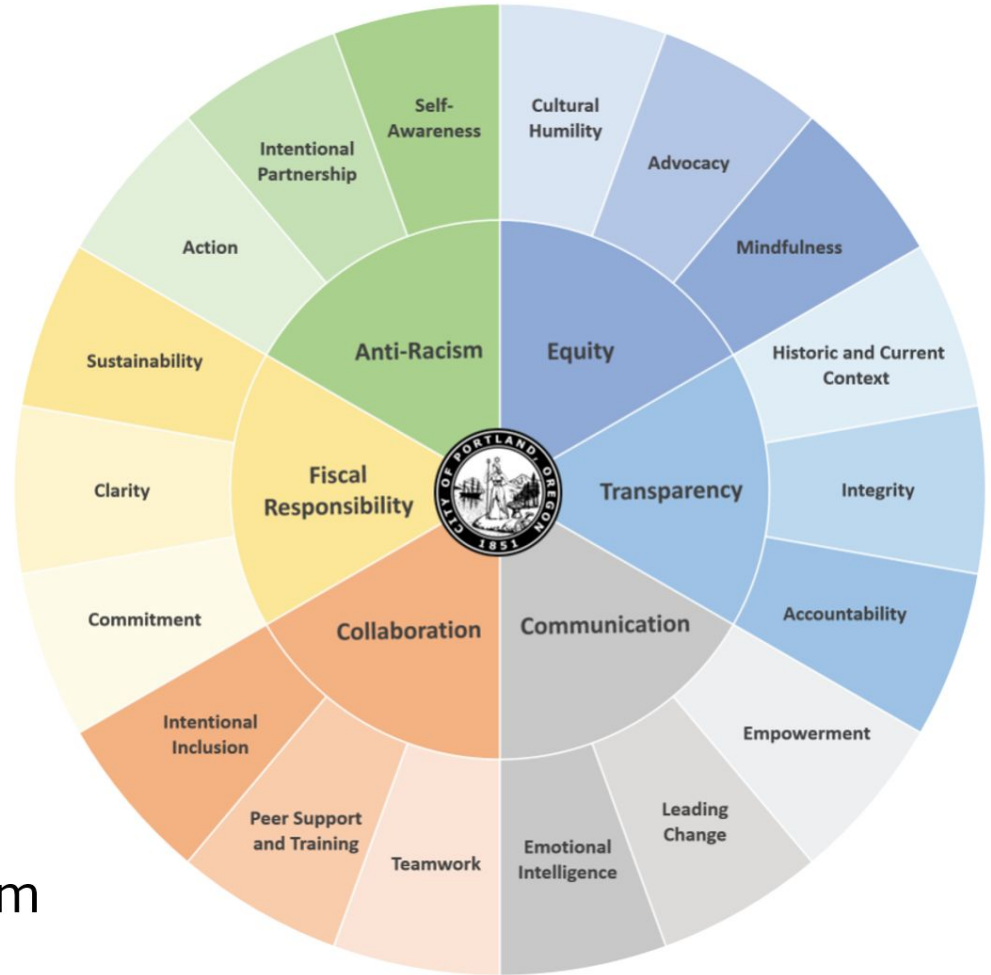 Self-
Awareness
Cultural
Humility
Intentional
Partnership
Advocacy
Action
Mindfulness
Anti-Racism
Equity
Sustainability
Historic and Current
Context
Fiscal
Responsibility
Clarity
CITY OF PORTLAND, OREGON
1851
Transparency
Integrity
Commitment
Collaboration
Communication
Accountability
Intentional
Inclusion
Empowerment
Peer Support
and Training
Teamwork
Emotional
Intelligence
Leading
Change
m